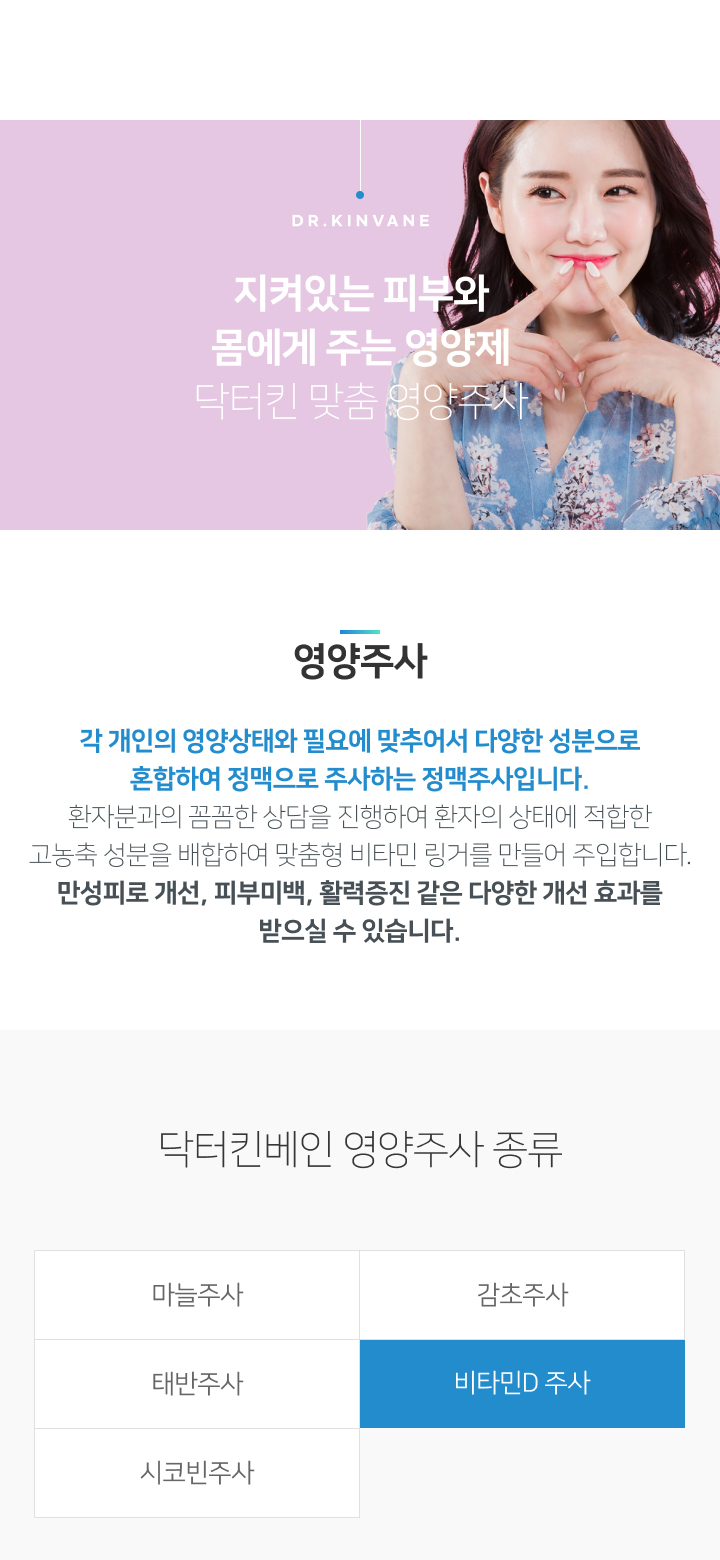 DR.KINVANE
지켜있는 피부와
몸에게 주는 영양제
닥터킨 맞춤 영양주사
영양주사
각 개인의 영양상태와 필요에 맞추어서 다양한 성분으로
혼합하여 정맥으로 주사하는 정맥주사입니다.
환자분과의 꼼꼼한 상담을 진행하여 환자의 상태에 적합한
고농축 성분을 배합하여 맞춤형 비타민 링거를 만들어 주입합니다.
만성피로 개선, 피부미백, 활력증진 같은 다양한 개선 효과를
받으실 수 있습니다.
닥터킨베인 영양주사 종류
마늘주사
감초주사
태반주사
비타민D 주사
시코빈주사